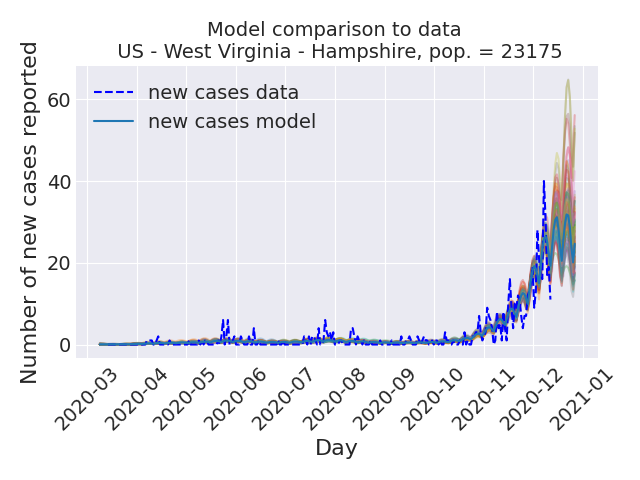 Model comparison to data
US - West Virginia - Hampshire, pop. = 23175
Number of new cases reported
new cases data
new cases model
60
40
20
0
2020-03
2020-04
2020-05
2020-06
2020-07
2020-08
2020-09
2020-10
2020-11
2020-12
2021-01
Day